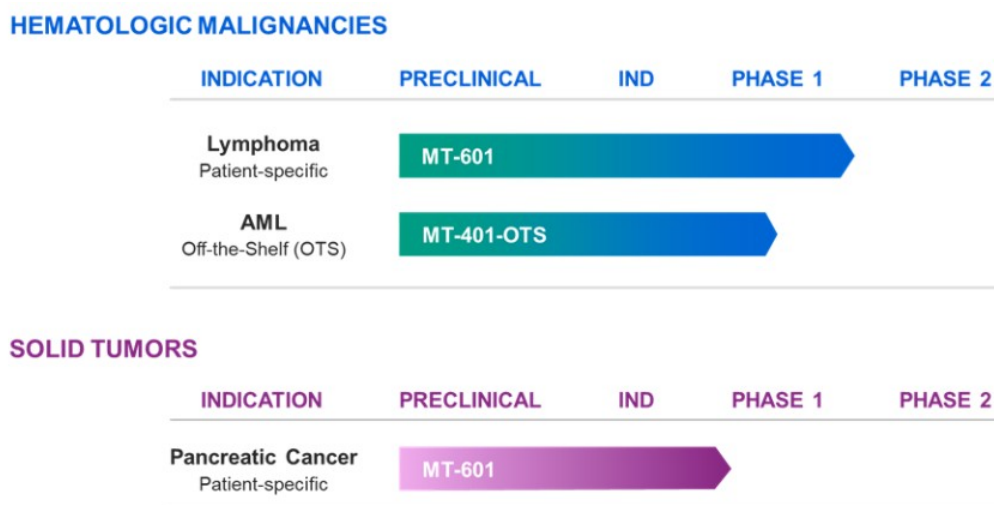 HEMATOLOGIC MALIGNANCIES
INDICATION PRECLINICAL IND PHASE 1 PHASE 2
Lymphoma
Patient-specific
MT-601
AML
Off-the-Shelf (OTS)
MT-401-OTS
SOLID TUMORS
INDICATION PRECLINICAL IND PHASE 1 PHASE 2
Pancreatic Cancer
Patient-specific
MT-601